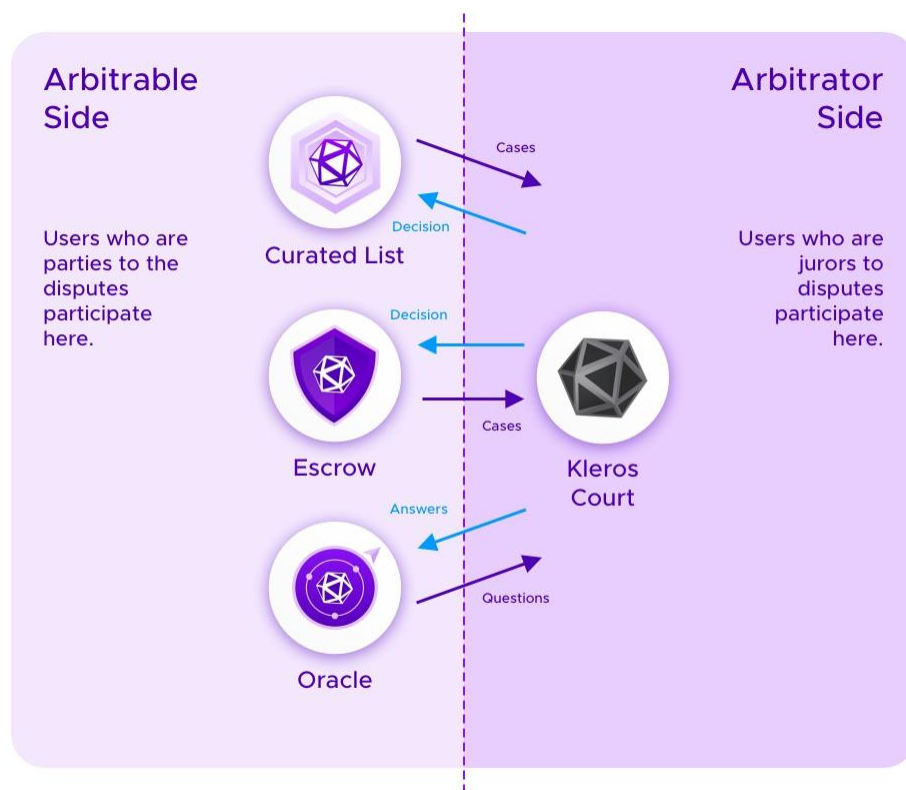 Arbitrable
Side
Arbitrator
Side
Users who are
parties to the
disputes
participate
here.
Users who are
jurors to
disputes
participate
here.
Cases
Decision
Curated List
Decision
Cases
Escrow
Kleros
Court
Answers
Questions
Oracle